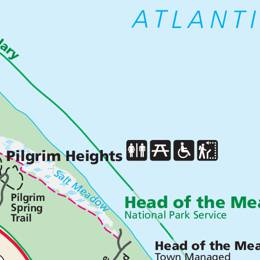 ATLANTI
Pilgrim Heights
Salt Meadow
Pilgrim
Spring
Trail
Head of the Mea
National Park Service
Head of the Mea
Town Managed